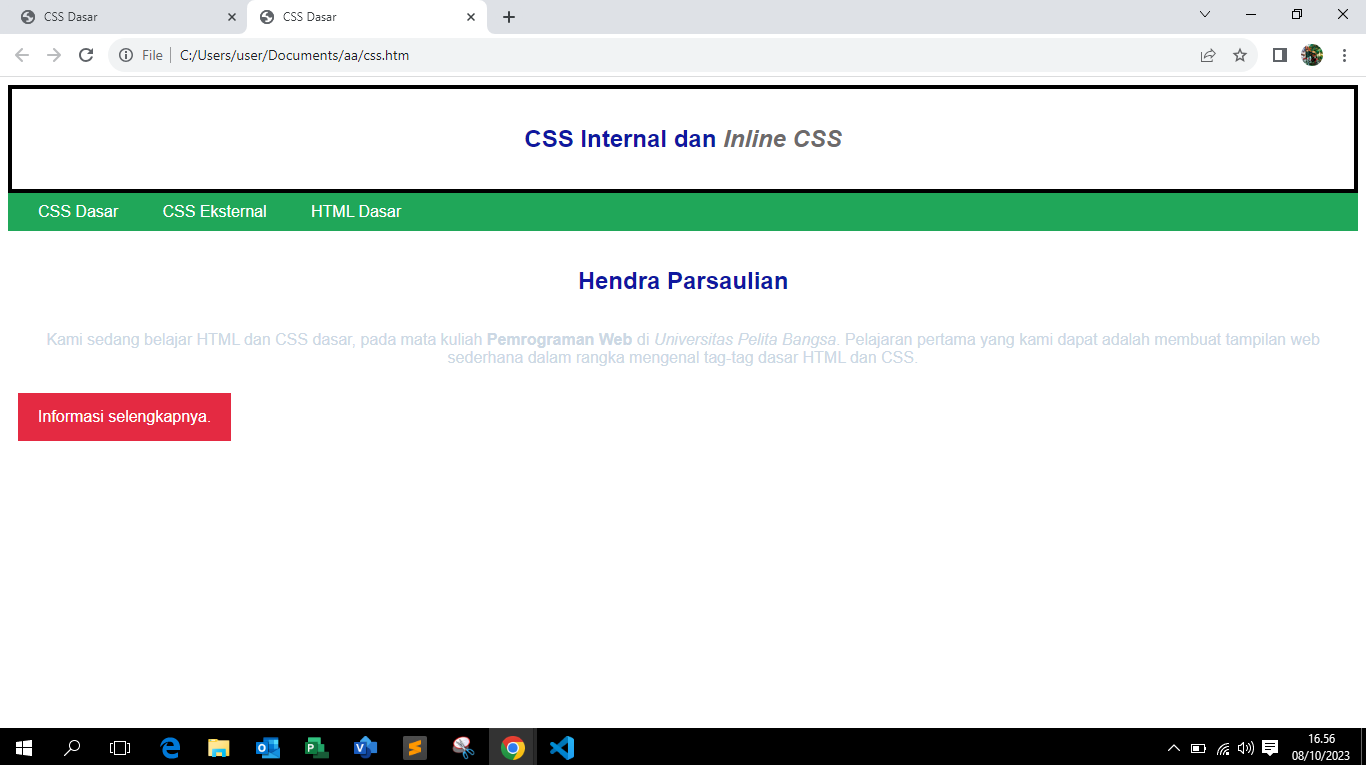 CSS Dasar
CSS Dasar
File
C:/Users/user/Documents/aa/css.htm
CSS Internal dan Inline CSS
CSS Dasar CSS Eksternal HTML Dasar
Hendra Parsaulian
Kami sedang belajar HTML dan CSS dasar, pada mata kuliah Pemrograman Web di Universitas Pelita Bangsa. Pelajaran pertama yang kami dapat adalah membuat tampilan web
sederhana dalam rangka mengenal tag-tag dasar HTML dan CSS.
Informasi selengkapnya.
16.56
08/10/2023